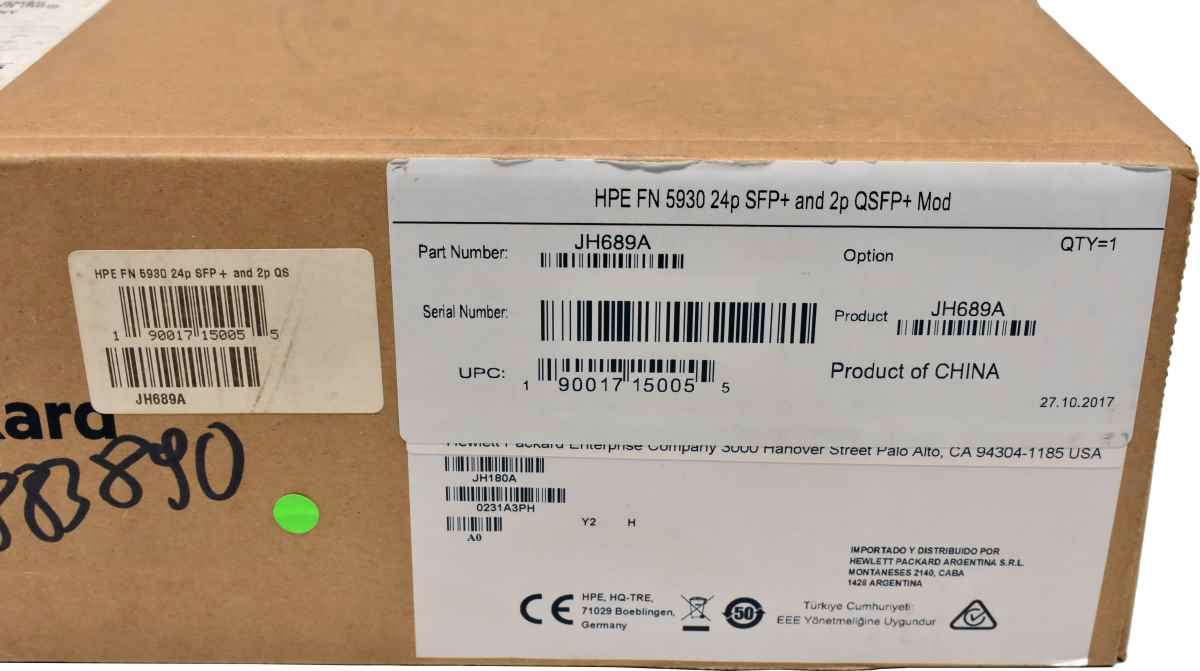 HPE FN 5930 24p SFP+ and 2p QSFP+ Mod
Part Number:
JH689A
Option
QTY=1
Serial Number:
Product
JH689A
UPC:
1 90017 15005 5
Product of CHINA
27.10.2017
HPE FN 5930 24p SFP+ and 2p QS
1 90017 15005 5
JH689A
ard
883890
Hewlett Packard Enterprise Company 3000 Hanover Street Palo Alto, CA 94304-1185 USA
JH180A
0231A3PH
A0
Y2 H
IMPORTADO Y DISTRIBUIDO POR
HEWLETT PACKARD ARGENTINA S.R.L
MONTANESES 2140, CABA
1428 ARGENTINA
CE
HPE, HQ-TRE,
71029 Boeblingen,
Germany
50
Türkiye Cumhuriyeti:
EEE Yönetmeliğine Uygundur